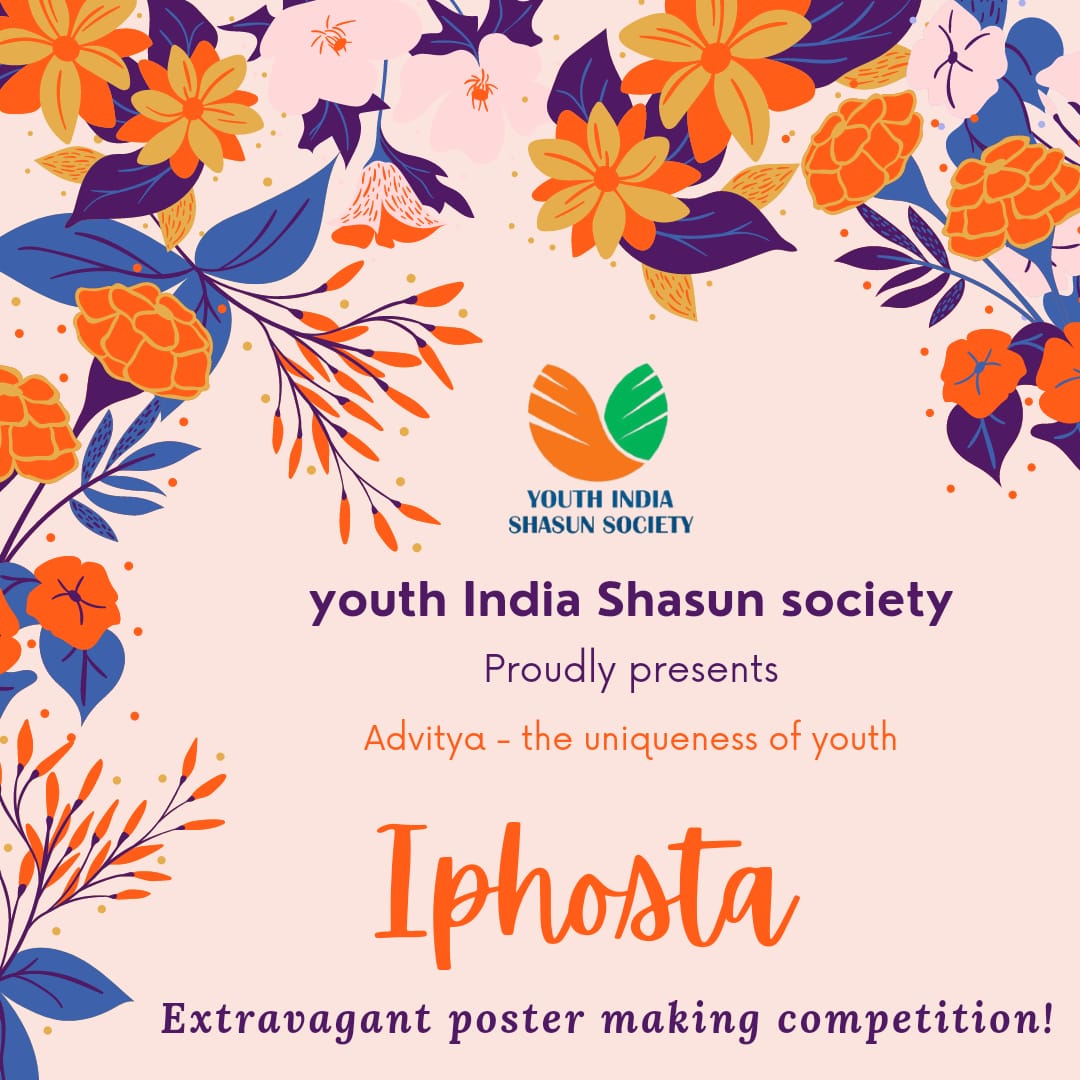 YOUTH INDIA
SHASUN SOCIETY
youth India Shasun society
Proudly presents
Advitya - the uniqueness of youth
Iphosta
Extravagant poster making competition!